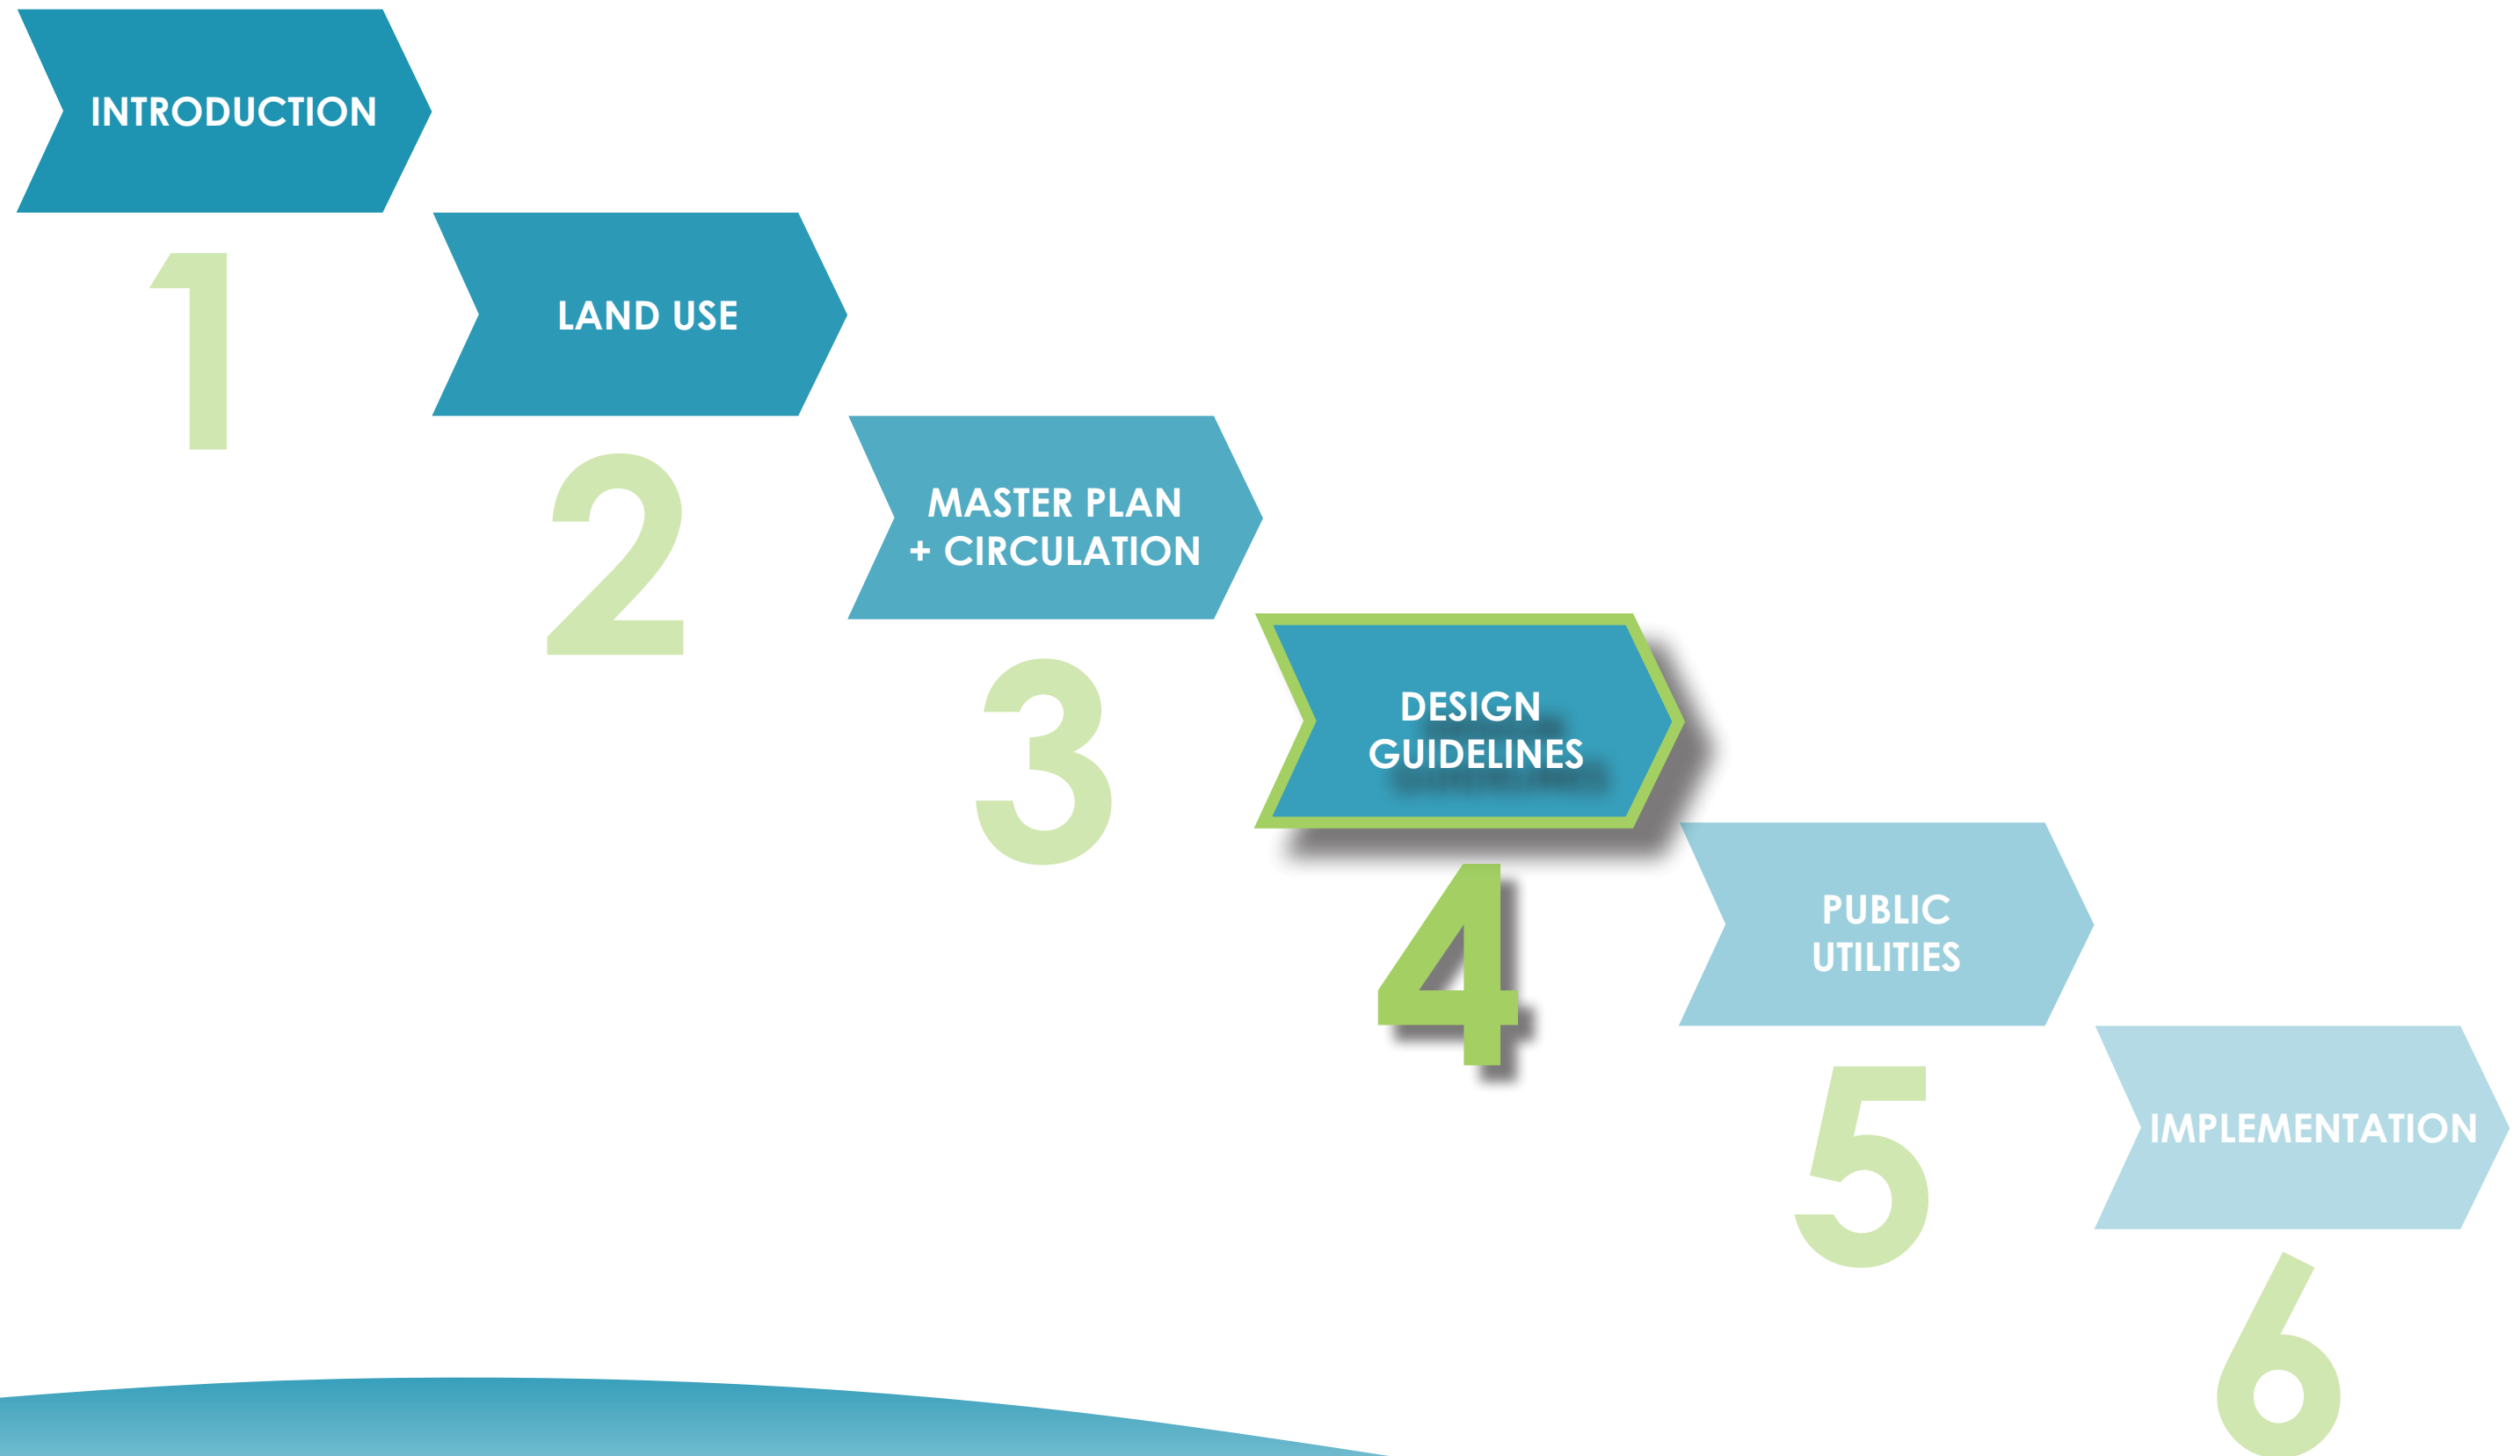 INTRODUCTION
1
LAND USE
2
MASTER PLAN
+ CIRCULATION
3
DESIGN
GUIDELINES
4
PUBLIC
UTILITIES
5
IMPLEMENTATION
6